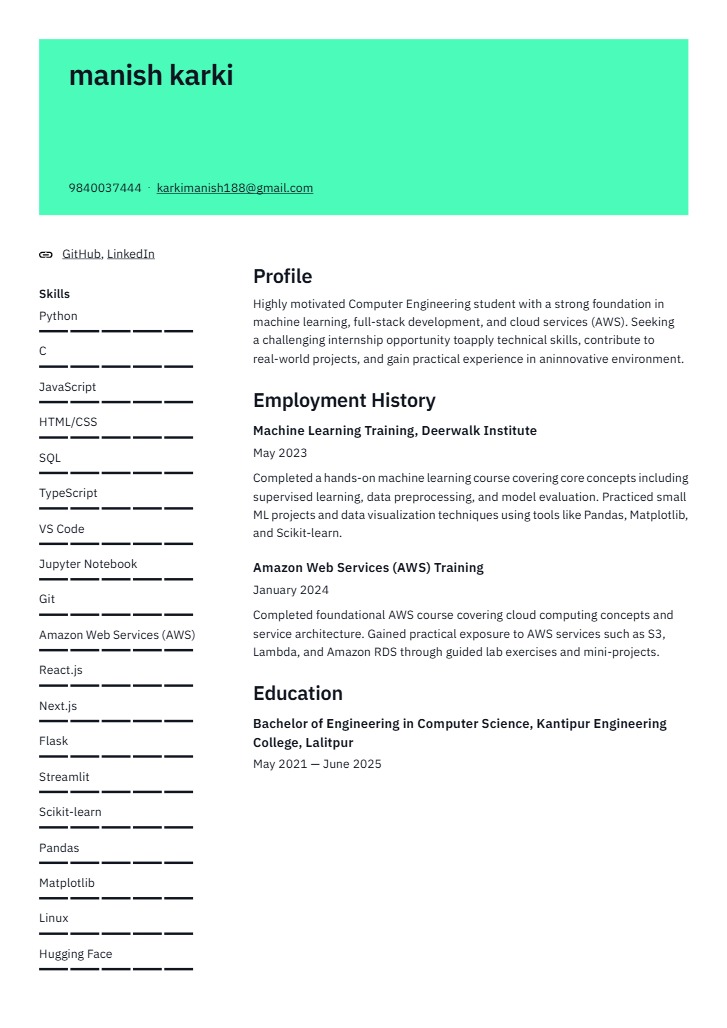 manish karki
9840037444 · karkimanish188@gmail.com
GitHub, LinkedIn
Skills
Python
C
JavaScript
HTML/CSS
SQL
TypeScript
VS Code
Jupyter Notebook
Git
Amazon Web Services (AWS)
React.js
Next.js
Flask
Streamlit
Scikit-learn
Pandas
Matplotlib
Linux
Hugging Face
Profile
Highly motivated Computer Engineering student with a strong foundation in
machine learning, full-stack development, and cloud services (AWS). Seeking
a challenging internship opportunity toapply technical skills, contribute to
real-world projects, and gain practical experience in aninnovative environment.
Employment History
Machine Learning Training, Deerwalk Institute
May 2023
Completed a hands-on machine learning course covering core concepts including
supervised learning, data preprocessing, and model evaluation. Practiced small
ML projects and data visualization techniques using tools like Pandas, Matplotlib,
and Scikit-learn.
Amazon Web Services (AWS) Training
January 2024
Completed foundational AWS course covering cloud computing concepts and
service architecture. Gained practical exposure to AWS services such as S3,
Lambda, and Amazon RDS through guided lab exercises and mini-projects.
Education
Bachelor of Engineering in Computer Science, Kantipur Engineering
College, Lalitpur
May 2021 — June 2025